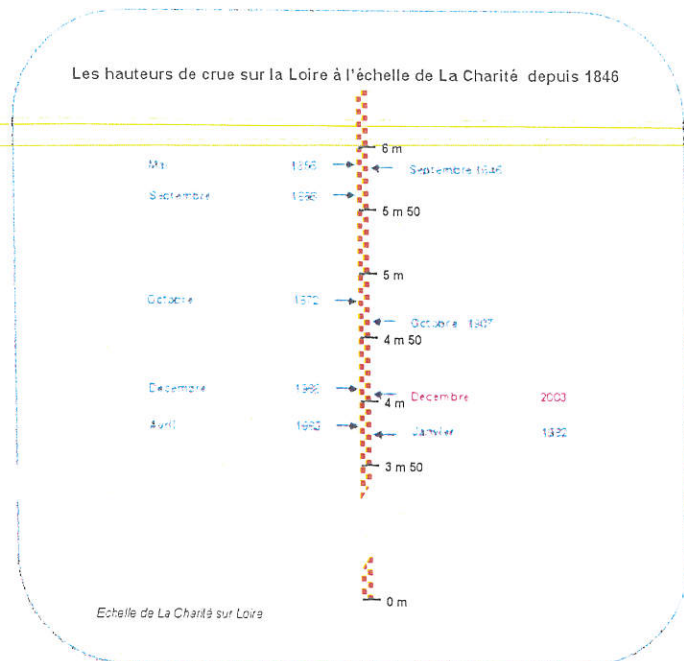 Les hauteurs de crue sur la Loire à l'échelle de La Charité depuis 1846
6 m
Mai 1856
Septembre 1846
Septembre
5 m 50
5 m
Octobre
Octobre 1907
4 m 50
Decembre
Decembre 2003
4 m
Avril
Janvier
3 m 50
0 m
Echelle de La Charité sur Loire